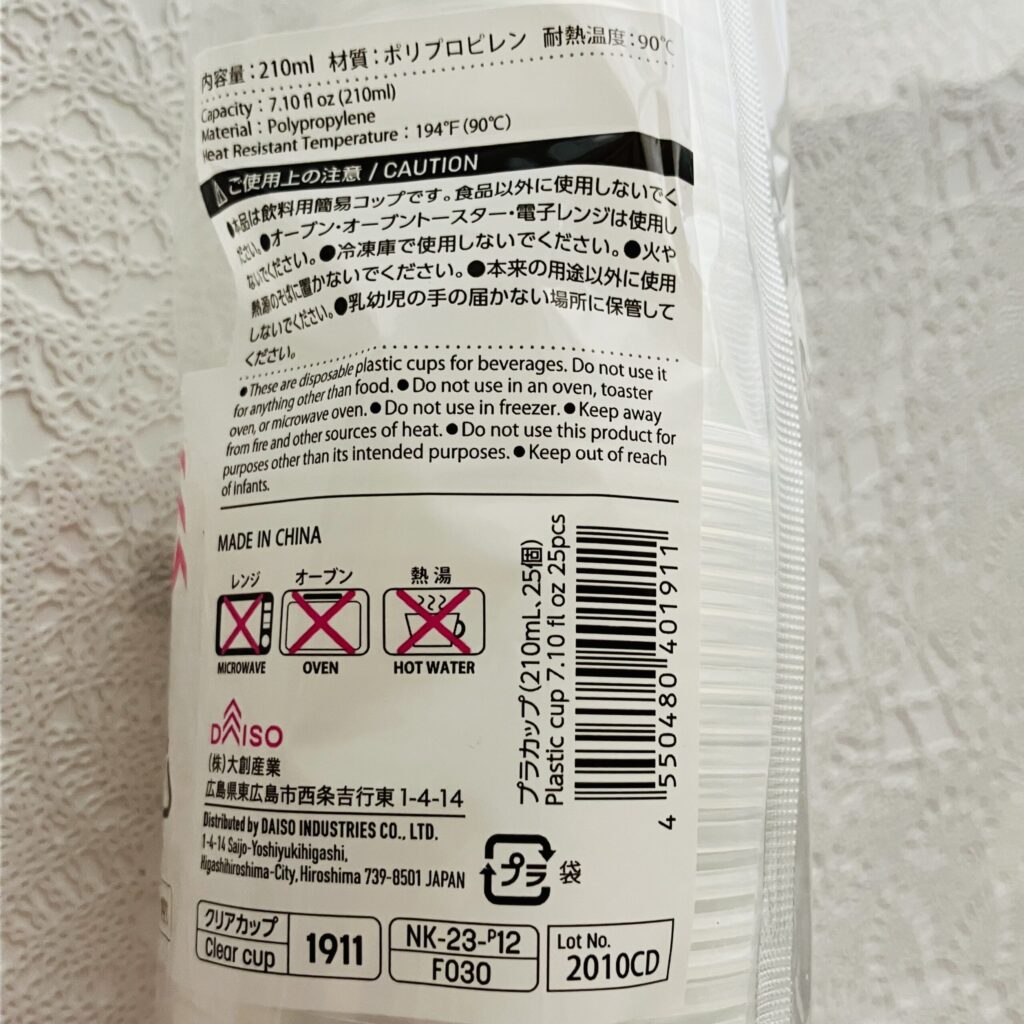 内容量：210ml 材質：ポリプロピレン 耐熱温度：90℃
Capacity : 7.10 fl oz (210ml)
Material : Polypropylene
Heat Resistant Temperature : 194℉ (90℃)
ご使用上の注意 / CAUTION
●本品は飲料用簡易コップです。食品以外に使用しないでく
ださい。●オーブン・オーブントースター・電子レンジは使用し
ないでください。●冷凍庫で使用しないでください。●火や
熱源のそばに置かないでください。●本来の用途以外に使用
しないでください。●乳幼児の手の届かない場所に保管して
ください。
●These are disposable plastic cups for beverages. Do not use it
for anything other than food. ●Do not use in an oven, toaster
oven, or microwave oven. ●Do not use in freezer. ●Keep away
from fire and other sources of heat. ●Do not use this product for
purposes other than its intended purposes. ●Keep out of reach
of infants.
MADE IN CHINA
レンジ オーブン 熱湯
MICROWAVE OVEN HOT WATER
プラカップ(210mL、25個)
Plastic cup 7.10 fl oz 25pcs
4 550480 401911
DAISO
(株)大創産業
広島県東広島市西条吉行東1-4-14
Distributed by DAISO INDUSTRIES CO., LTD.
1-4-14 Saijo-Yoshiyukihigashi,
Higashihiroshima-City, Hiroshima 739-8501 JAPAN
プラ 袋
クリアカップ
Clear cup
1911
NK-23-P12
F030
Lot No.
2010CD